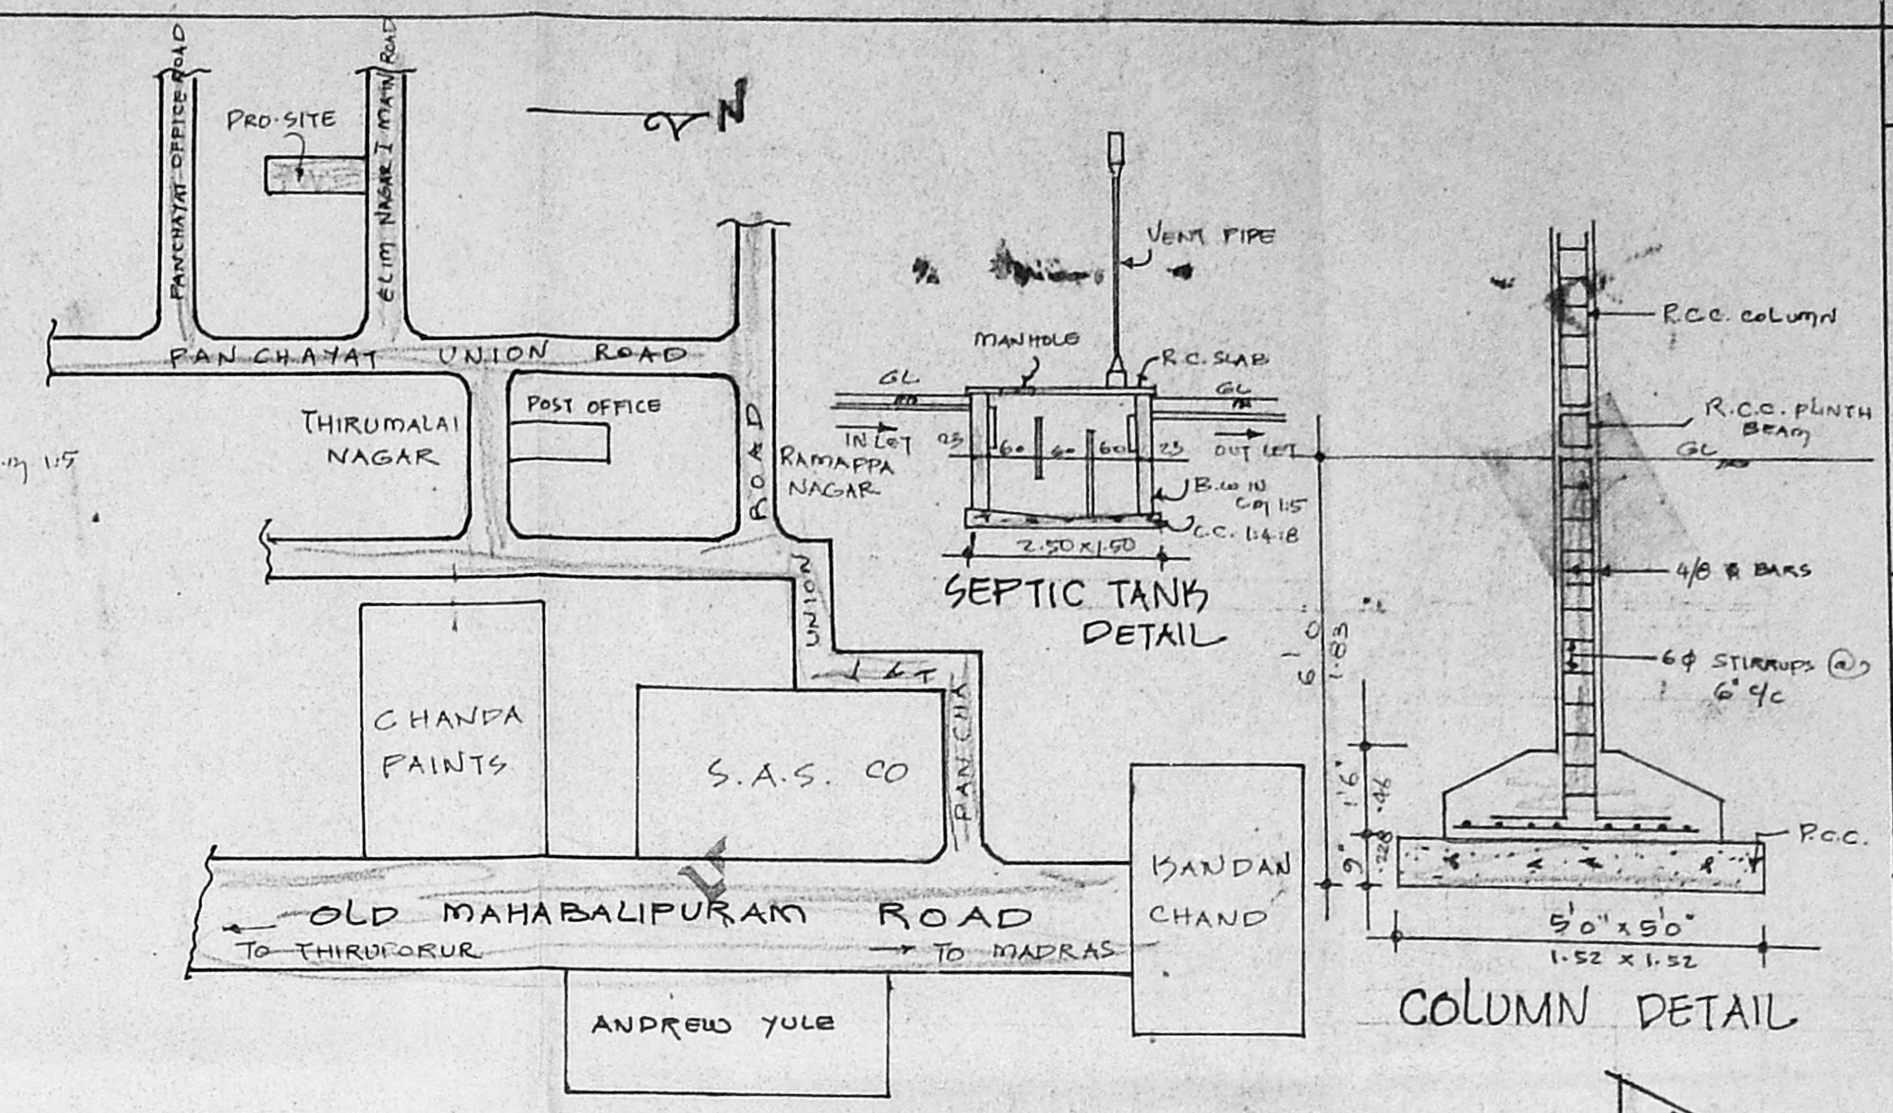 PANCHAYAT OFFICE ROAD
PRO-SITE
ELIM NAGAR I MAIN ROAD
N
PANCHAYAT UNION ROAD
THIRUMALAI
NAGAR
POST OFFICE
ROAD
RAMAPPA
NAGAR
UNION
PANCHA
CHANDA
PAINTS
S.A.S. CO
KANDAN
CHAND
OLD MAHABALIPURAM ROAD
TO THIRUPORUR
TO MADRAS
ANDREW YULE
1:5
VENT PIPE
MANHOLE
R.C. SLAB
GL
GL
INLET
23
60
60
60
23
OUTLET
B.W IN
CM 1:5
C.C. 1:4:8
2.50 x 1.50
SEPTIC TANK
DETAIL
R.C.C. COLUMN
R.C.C. PLINTH
BEAM
GL
4/8 φ BARS
6φ STIRRUPS @
6" c/c
6'0"
1.83
1'6"
.46
9"
.228
P.C.C.
5'0" x 5'0"
1.52 x 1.52
COLUMN DETAIL